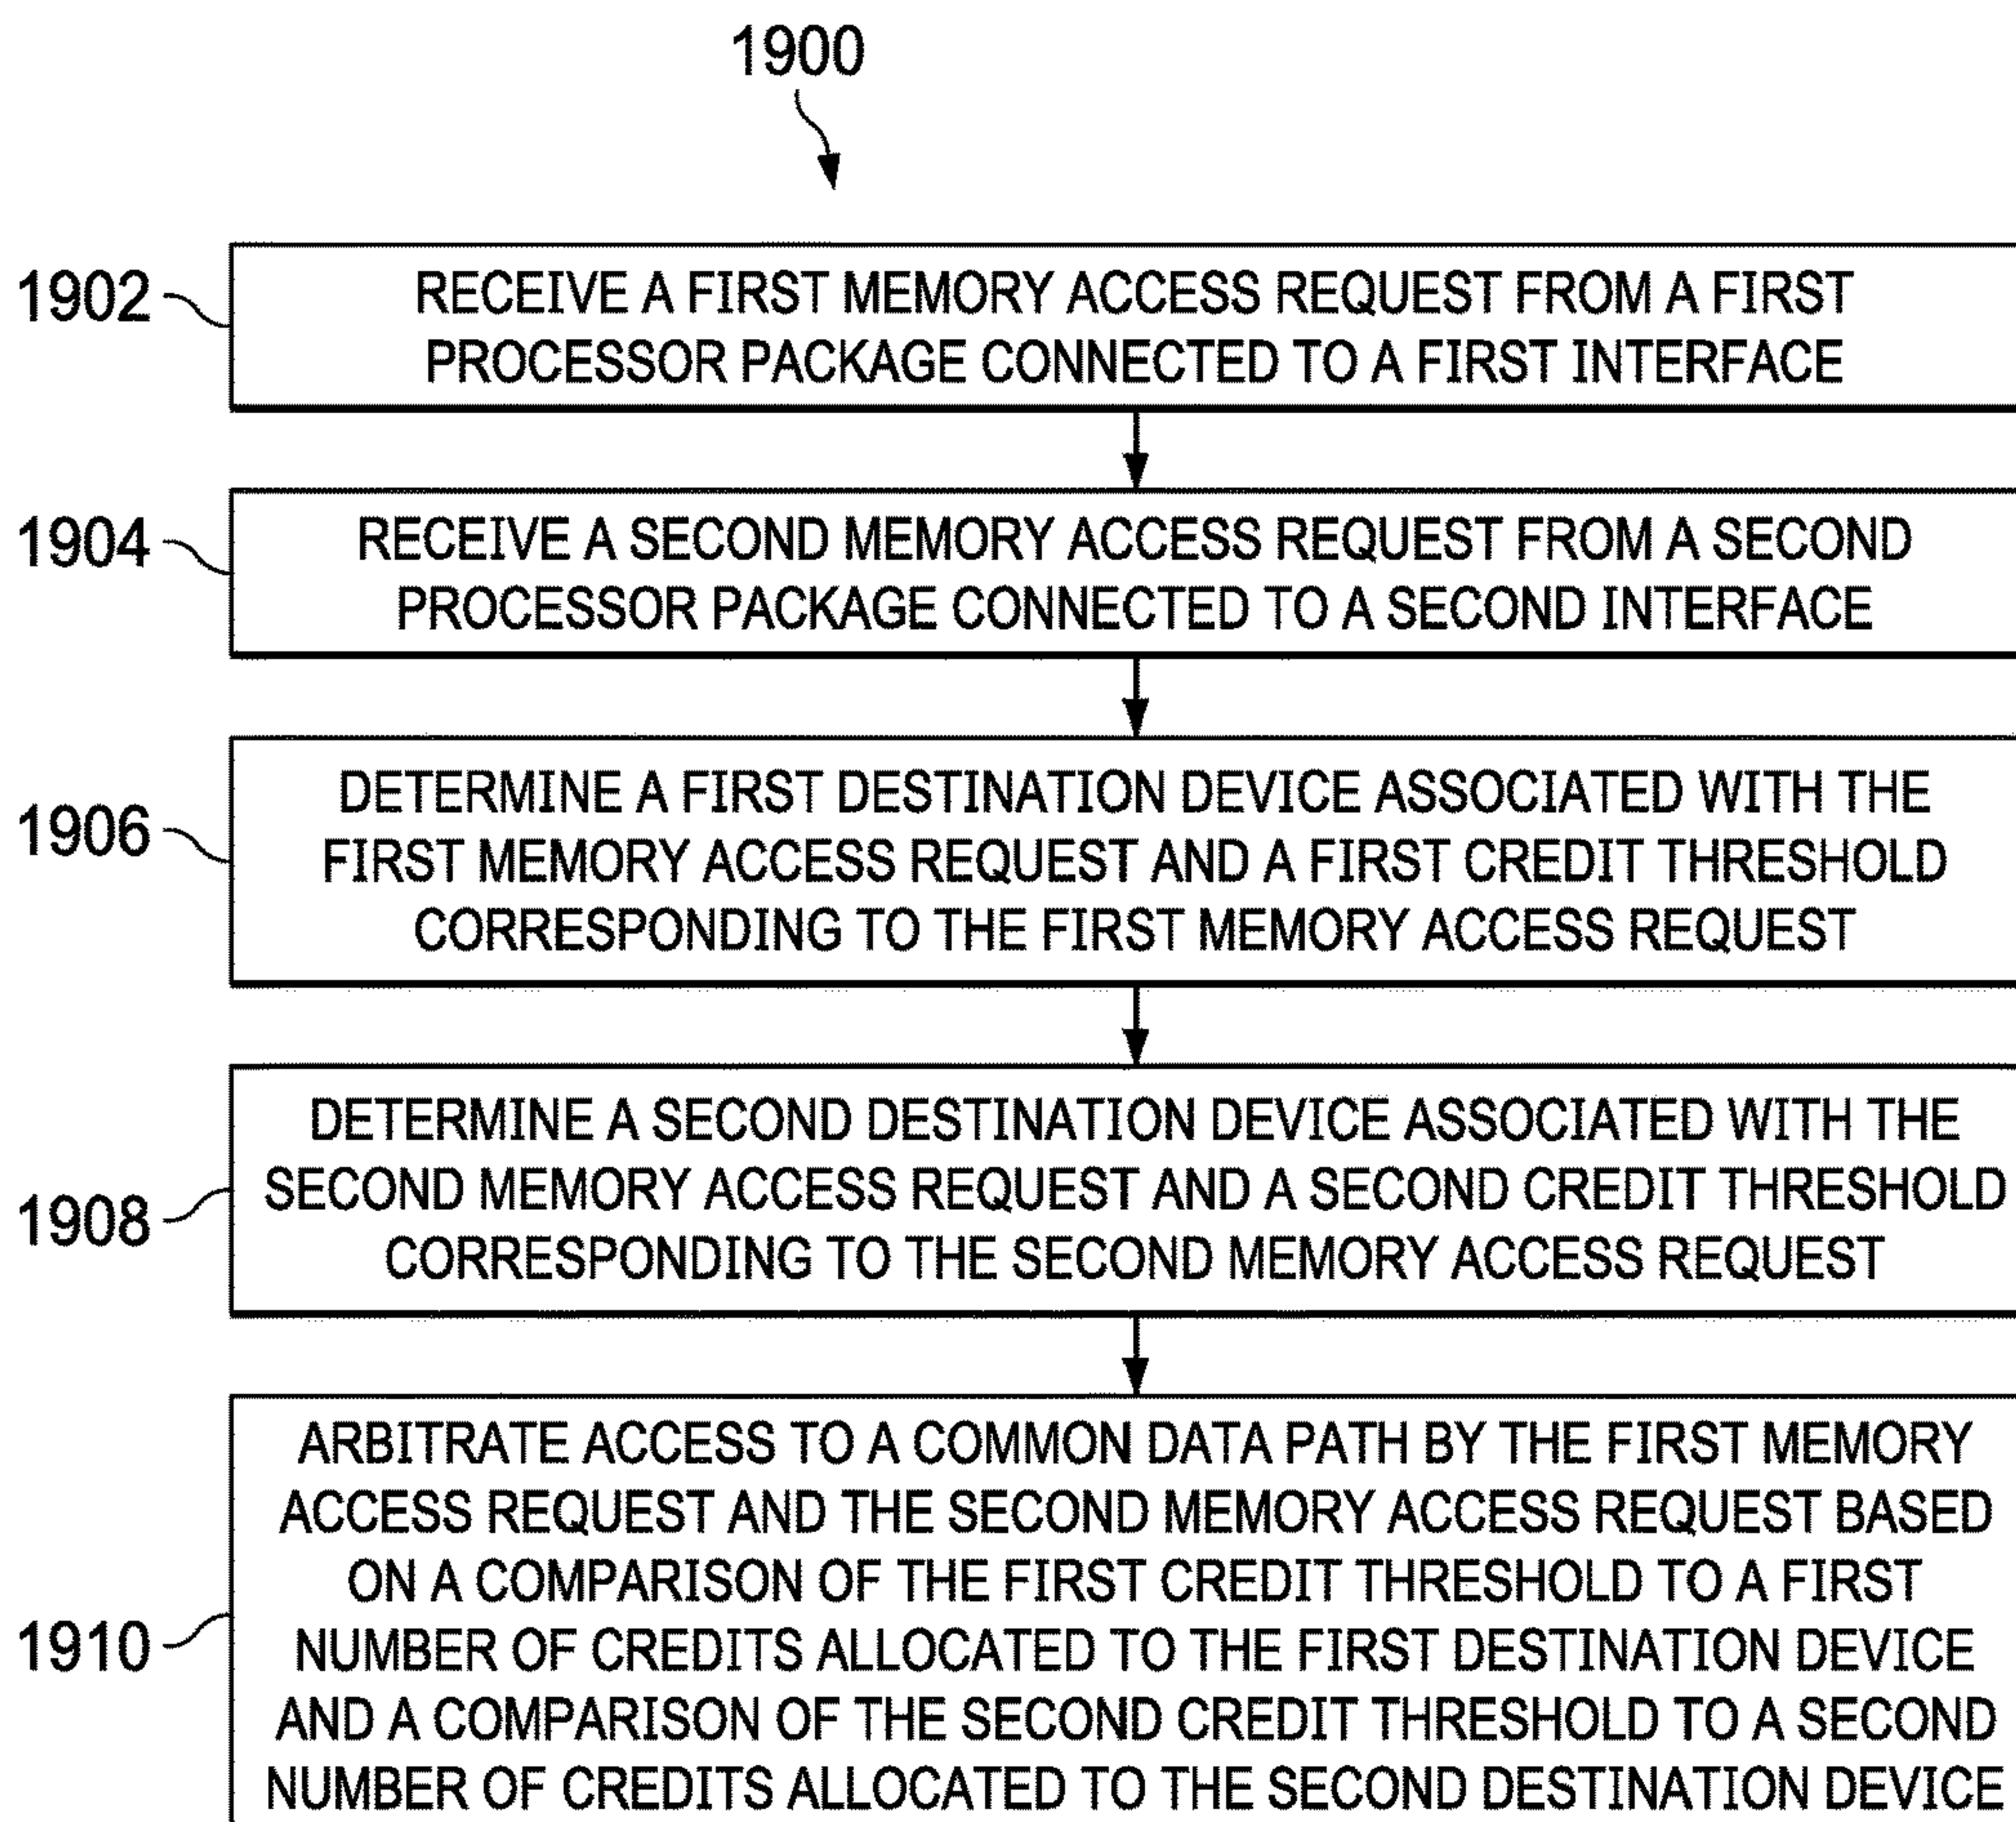 1900
1902
RECEIVE A FIRST MEMORY ACCESS REQUEST FROM A FIRST
PROCESSOR PACKAGE CONNECTED TO A FIRST INTERFACE
1904
RECEIVE A SECOND MEMORY ACCESS REQUEST FROM A SECOND
PROCESSOR PACKAGE CONNECTED TO A SECOND INTERFACE
1906
DETERMINE A FIRST DESTINATION DEVICE ASSOCIATED WITH THE
FIRST MEMORY ACCESS REQUEST AND A FIRST CREDIT THRESHOLD
CORRESPONDING TO THE FIRST MEMORY ACCESS REQUEST
1908
DETERMINE A SECOND DESTINATION DEVICE ASSOCIATED WITH THE
SECOND MEMORY ACCESS REQUEST AND A SECOND CREDIT THRESHOLD
CORRESPONDING TO THE SECOND MEMORY ACCESS REQUEST
1910
ARBITRATE ACCESS TO A COMMON DATA PATH BY THE FIRST MEMORY
ACCESS REQUEST AND THE SECOND MEMORY ACCESS REQUEST BASED
ON A COMPARISON OF THE FIRST CREDIT THRESHOLD TO A FIRST
NUMBER OF CREDITS ALLOCATED TO THE FIRST DESTINATION DEVICE
AND A COMPARISON OF THE SECOND CREDIT THRESHOLD TO A SECOND
NUMBER OF CREDITS ALLOCATED TO THE SECOND DESTINATION DEVICE